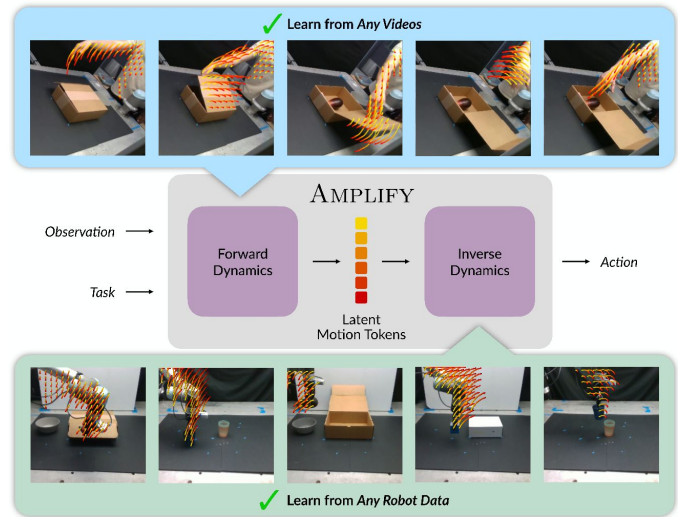 Learn from Any Videos
AMPLIFY
Observation
Task
Forward
Dynamics
Latent
Motion Tokens
Inverse
Dynamics
Action
Learn from Any Robot Data